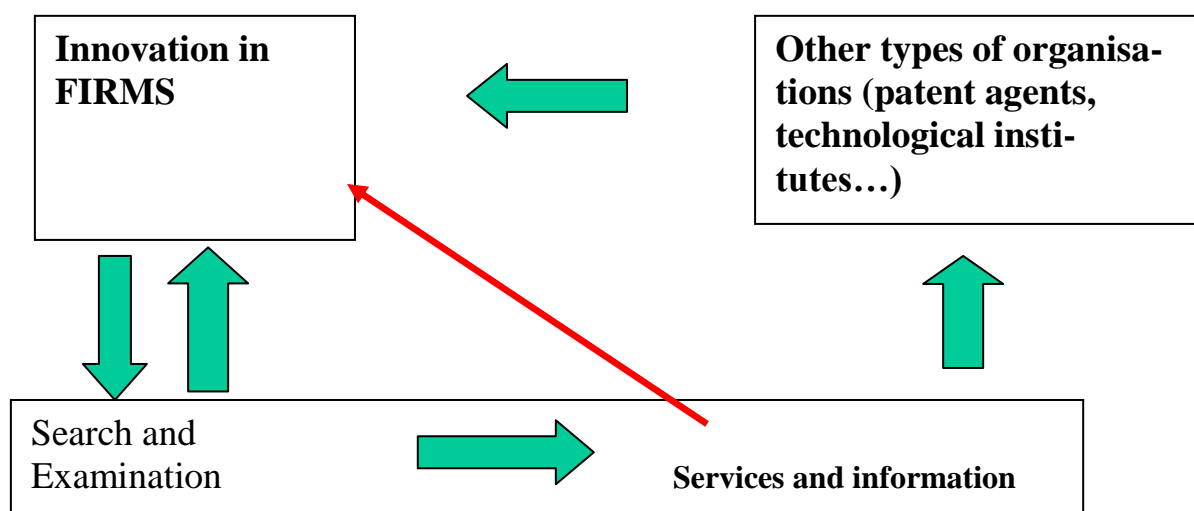 Innovation in
FIRMS
Other types of organisa-
tions (patent agents,
technological insti-
tutes…)
Search and
Examination
Services and information